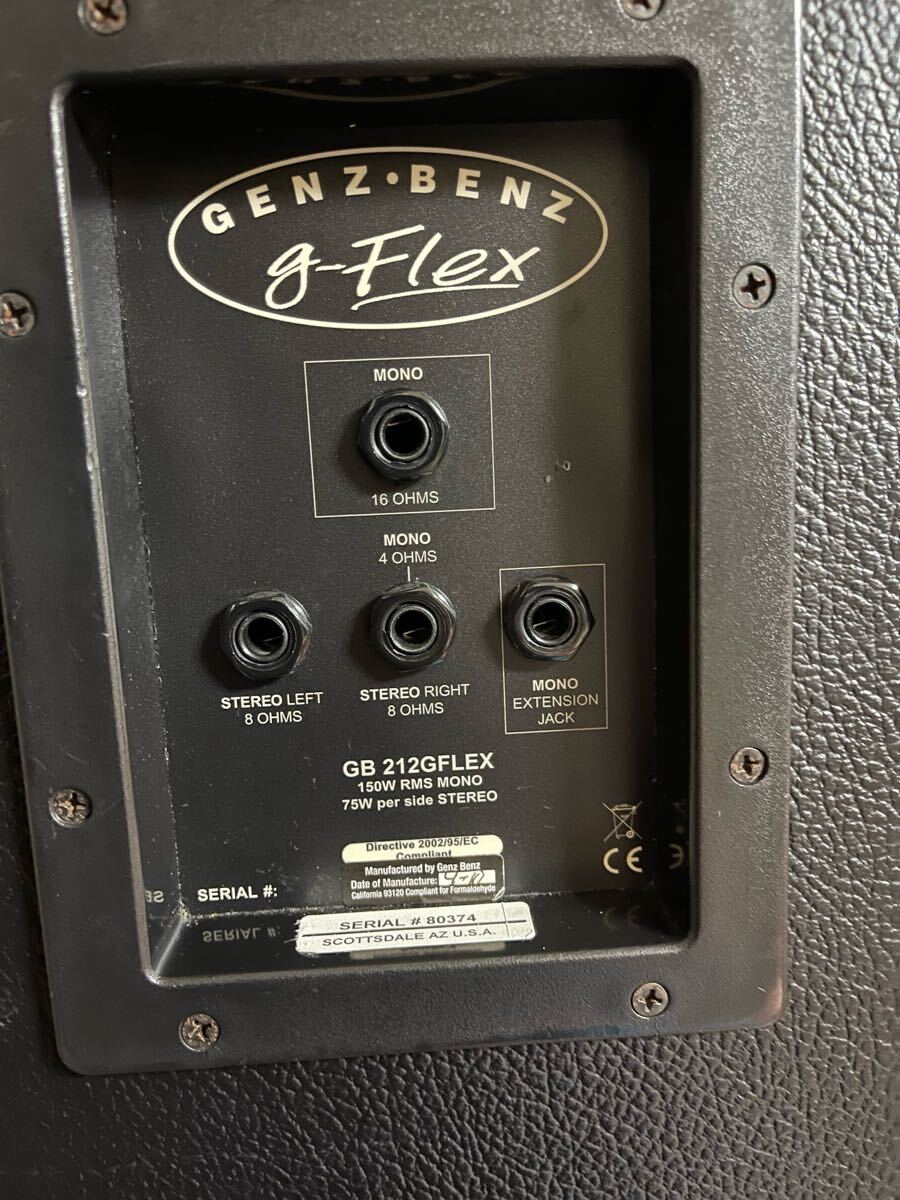 GENZ•BENZ
g-Flex
MONO
16 OHMS
MONO
4 OHMS
STEREO LEFT
8 OHMS
STEREO RIGHT
8 OHMS
MONO
EXTENSION
JACK
GB 212GFLEX
150W RMS MONO
75W per side STEREO
Directive 2002/95/EC
Compliant
Manufactured by Genz Benz
Date of Manufacture:
California 93120 Compliant for Formaldehyde
CE
SERIAL #:
SERIAL # 80374
SCOTTSDALE AZ U.S.A.